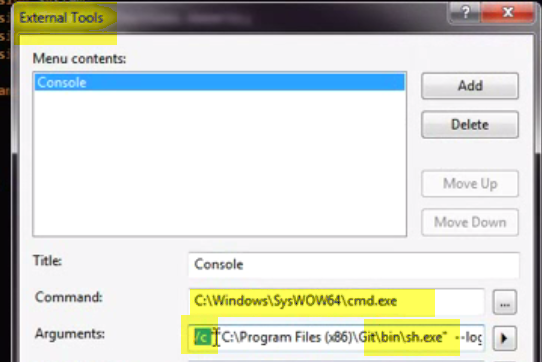 External Tools
Menu contents:
Console
Add
Delete
Move Up
Move Down
Title:
Console
Command:
C:\Windows\SysWOW64\cmd.exe
...
Arguments:
/c "C:\Program Files (x86)\Git\bin\sh.exe" --log